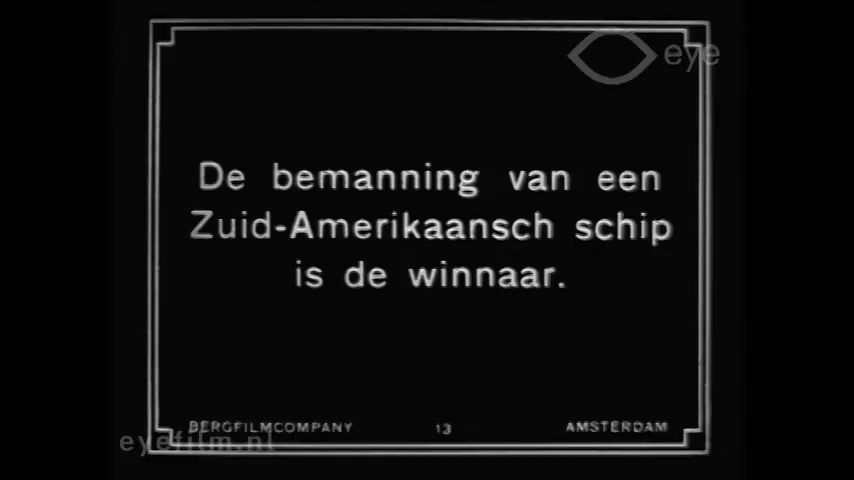 eye
De bemanning van een
Zuid-Amerikaansch schip
is de winnaar.
BERGFILMCOMPANY 13 AMSTERDAM
eyefilm.nl